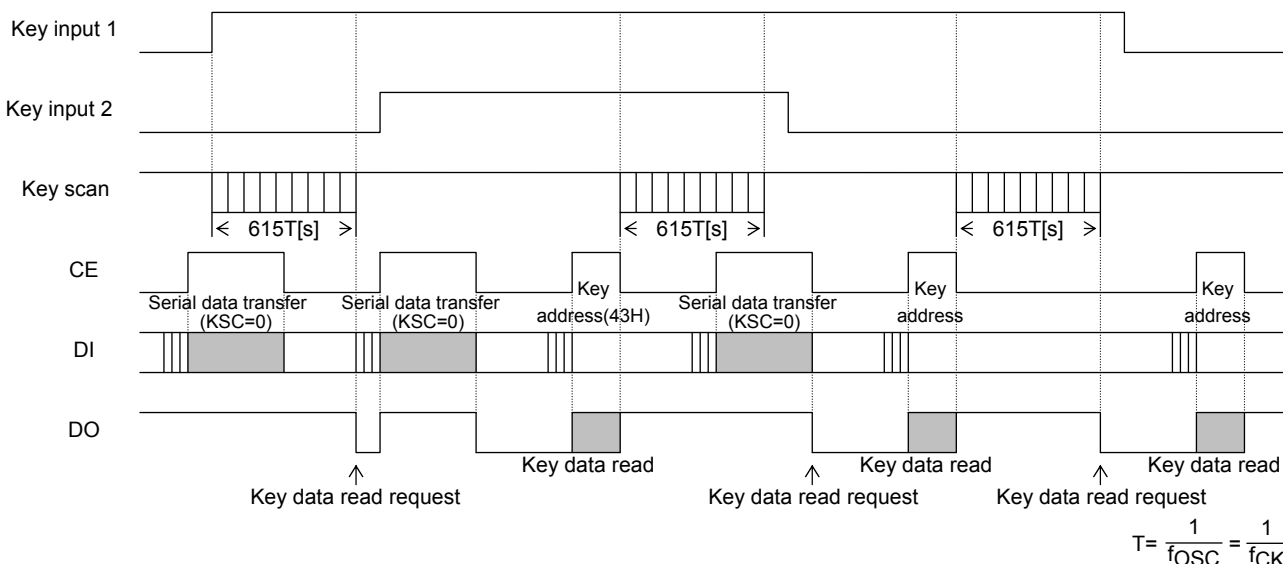 Key input 1
Key input 2
Key scan
615T[s]
615T[s]
615T[s]
CE
Serial data transfer
(KSC=0)
Serial data transfer
(KSC=0)
Key
address(43H)
Serial data transfer
(KSC=0)
Key
address
Key
address
DI
DO
Key data read
Key data read
Key data read
Key data read request
Key data read request
Key data read request
T= 1/fOSC = 1/fCK